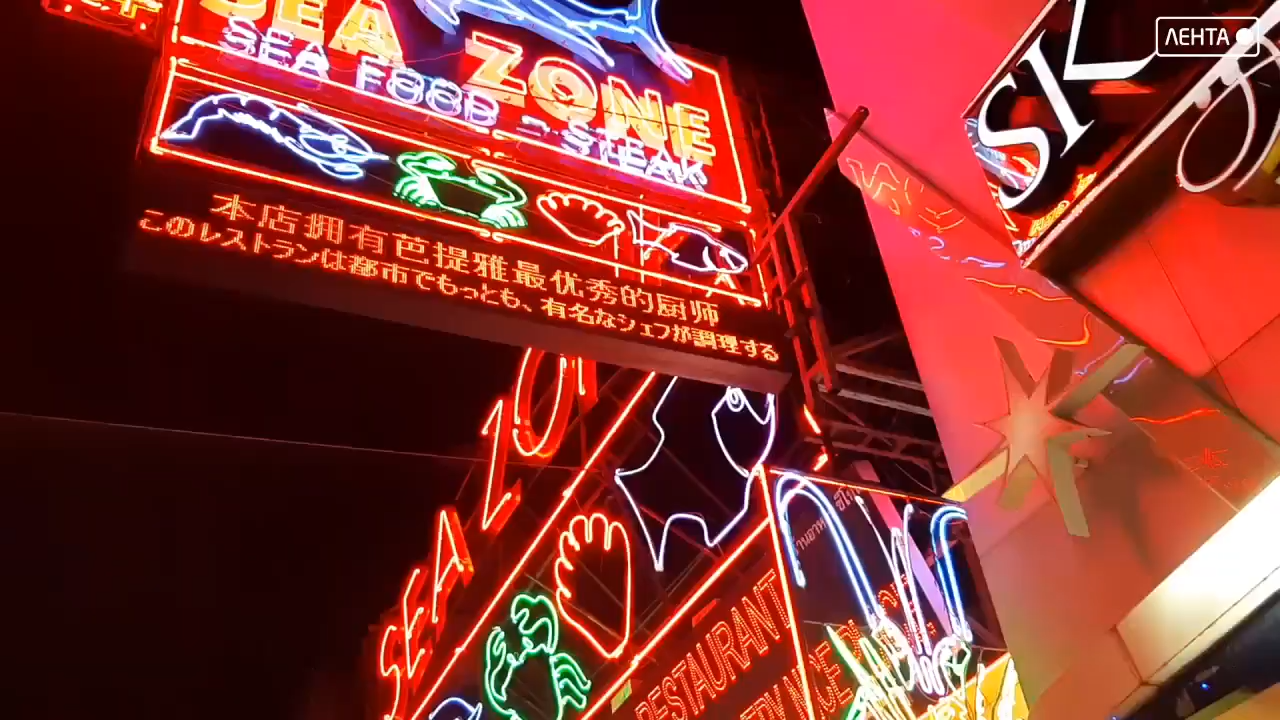 SEA ZONE
SEA FOOD - STEAK
本店拥有芭提雅最优秀的厨师
このレストランは都市でもっとも、有名なシェフが調理する
ЛЕНТА
SEA ZON
RESTAURANT
NICE